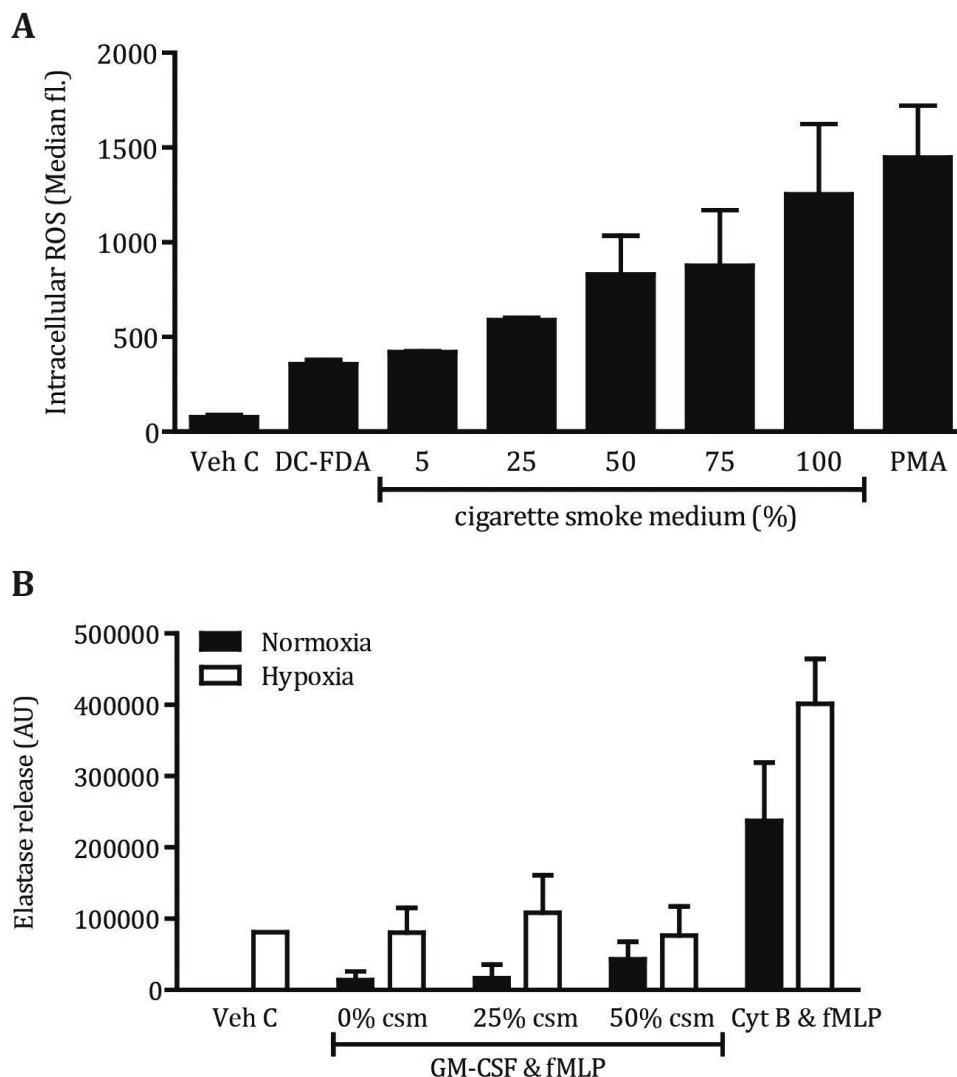 A
Intracellular ROS (Median fl.)
2000
1500
1000
500
0
Veh C DC-FDA 5 25 50 75 100 PMA
cigarette smoke medium (%)
B
Elastase release (AU)
500000
400000
300000
200000
100000
0
Normoxia
Hypoxia
Veh C 0% csm 25% csm 50% csm Cyt B & fMLP
GM-CSF & fMLP